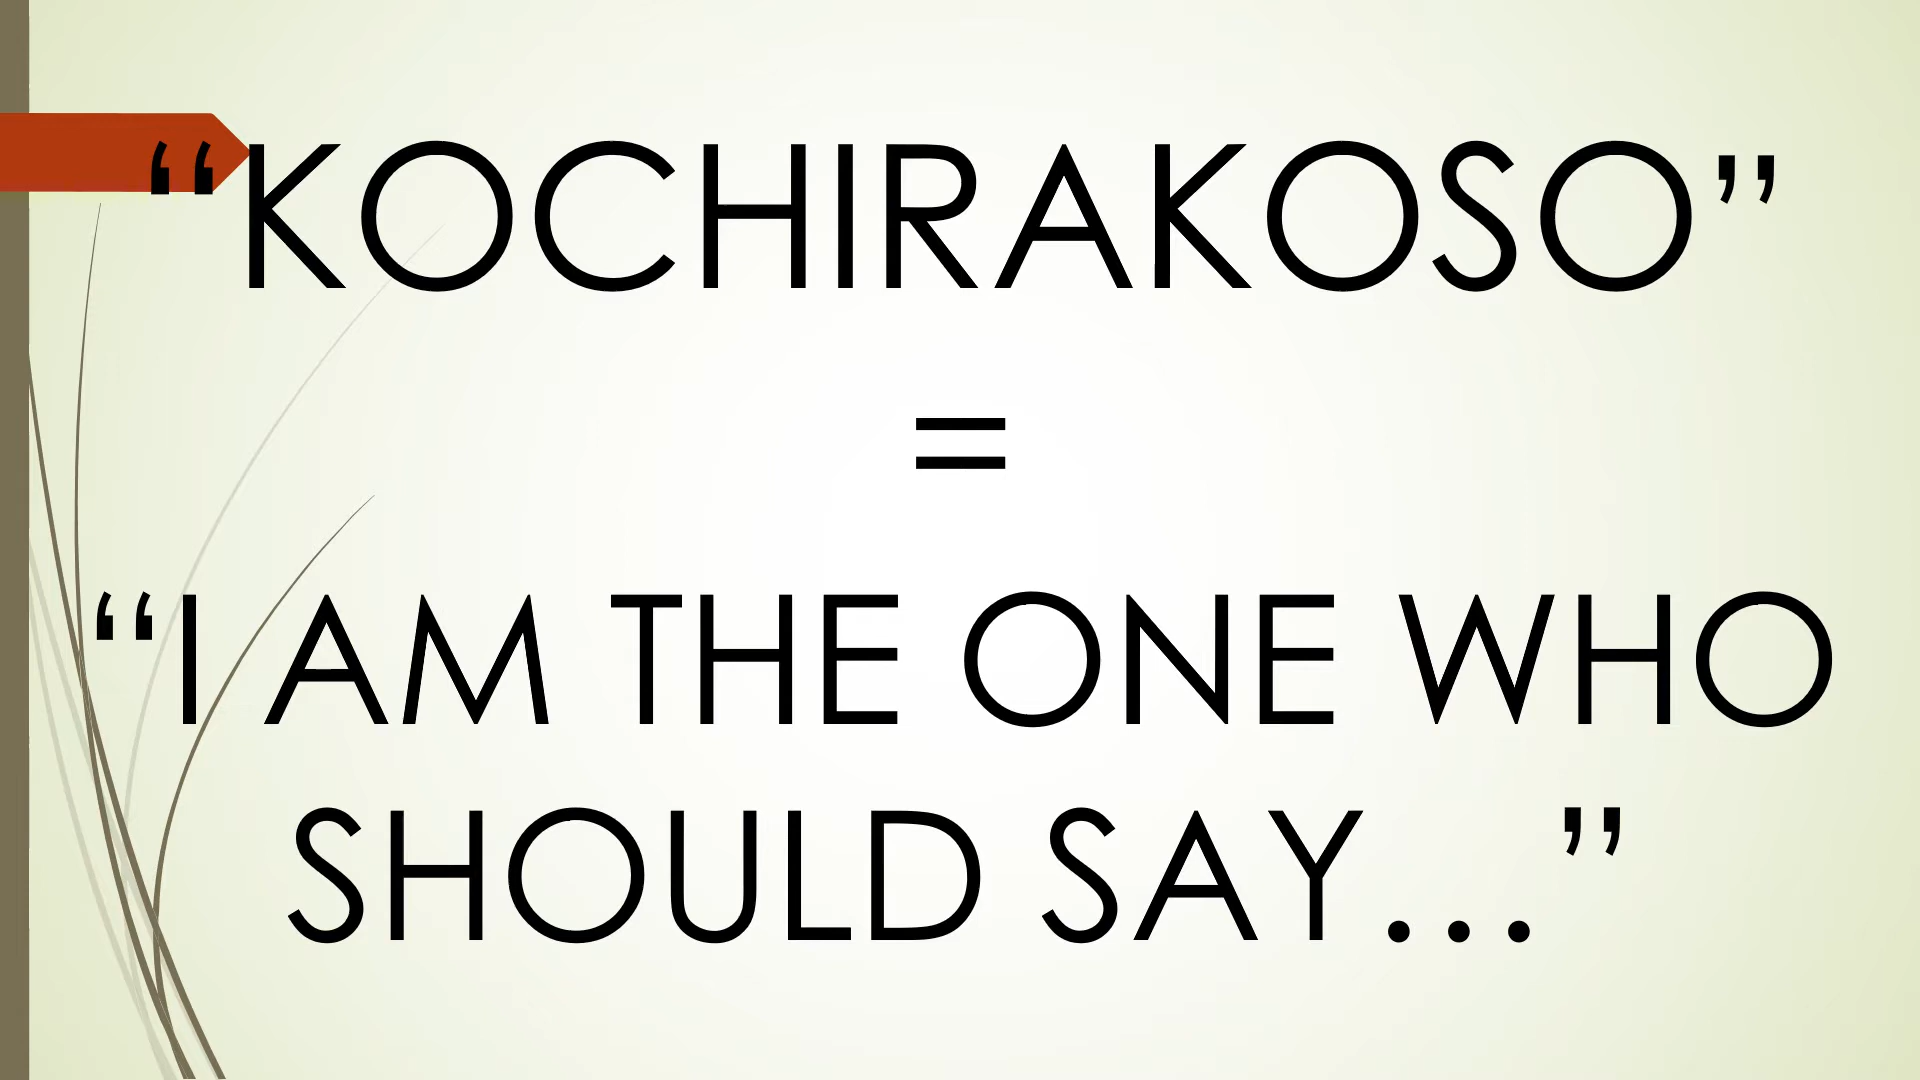 “KOCHIRAKOSO”
=
“I AM THE ONE WHO
SHOULD SAY…”